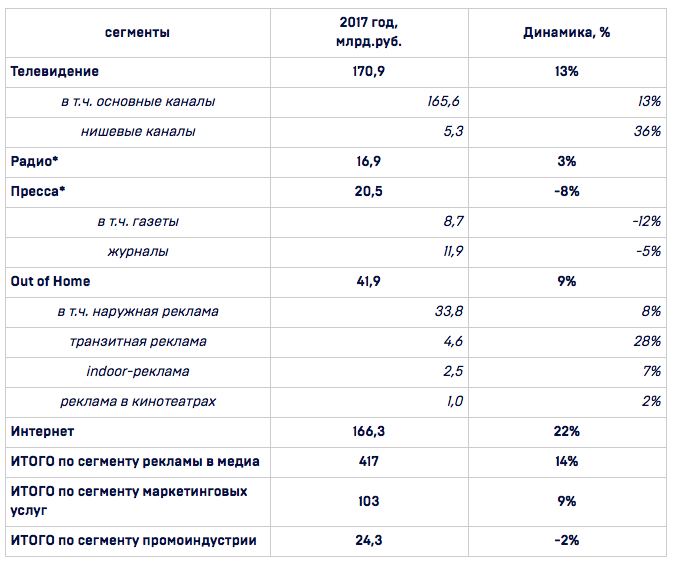 сегменты 2017 год, Динамика, %
млрд.руб.
Телевидение 170,9 13%
в т.ч. основные каналы 165,6 13%
нишевые каналы 5,3 36%
Радио* 16,9 3%
Пресса* 20,5 -8%
в т.ч. газеты 8,7 -12%
журналы 11,9 -5%
Out of Home 41,9 9%
в т.ч. наружная реклама 33,8 8%
транзитная реклама 4,6 28%
indoor-реклама 2,5 7%
реклама в кинотеатрах 1,0 2%
Интернет 166,3 22%
ИТОГО по сегменту рекламы в медиа 417 14%
ИТОГО по сегменту маркетинговых
услуг 103 9%
ИТОГО по сегменту промоиндустрии 24,3 -2%